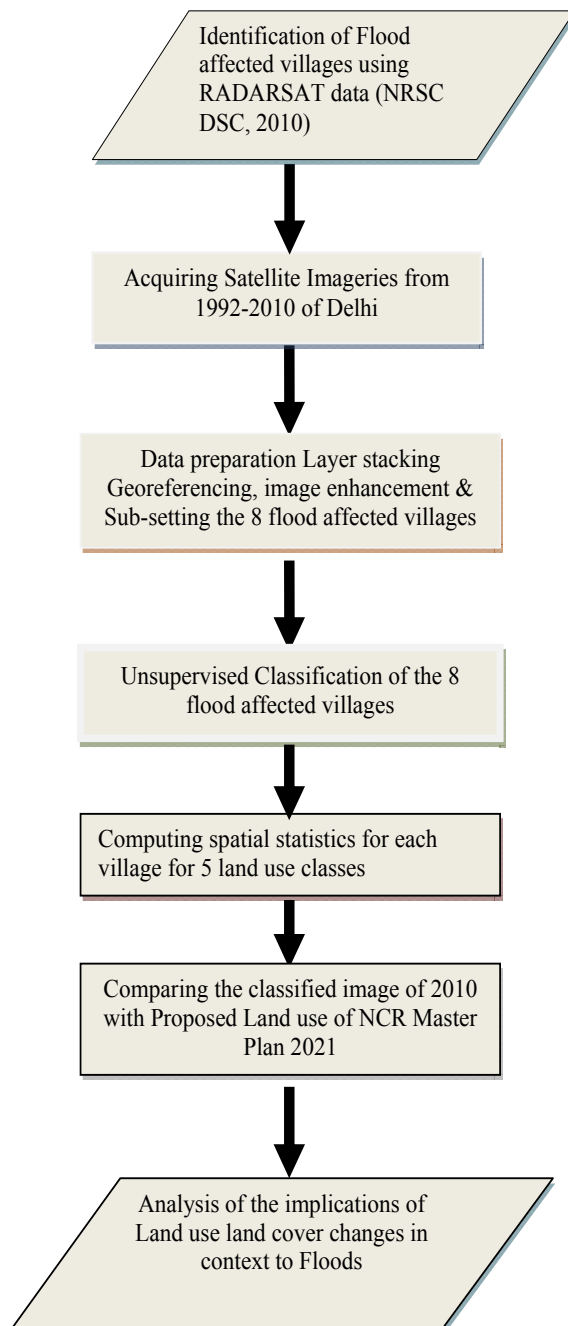 Identification of Flood
affected villages using
RADARSAT data (NRSC
DSC, 2010)
Acquiring Satellite Imageries from
1992-2010 of Delhi
Data preparation Layer stacking
Georeferencing, image enhancement &
Sub-setting the 8 flood affected villages
Unsupervised Classification of the 8
flood affected villages
Computing spatial statistics for each
village for 5 land use classes
Comparing the classified image of 2010
with Proposed Land use of NCR Master
Plan 2021
Analysis of the implications of
Land use land cover changes in
context to Floods